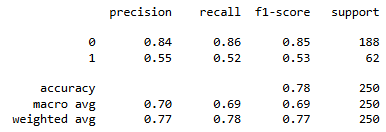 precision recall f1-score support
0 0.84 0.86 0.85 188
1 0.55 0.52 0.53 62
accuracy 0.78 250
macro avg 0.70 0.69 0.69 250
weighted avg 0.77 0.78 0.77 250